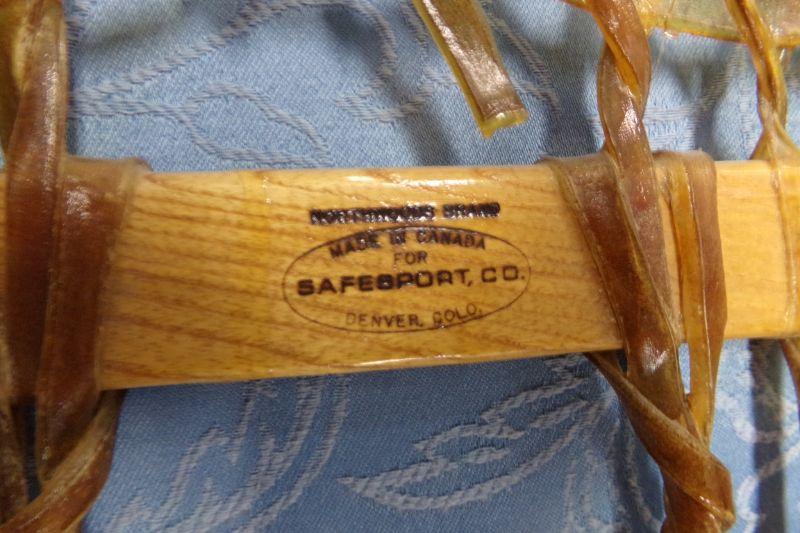 BRAND
MADE IN CANADA
FOR
SAFESPORT, CO.
DENVER, COLO.